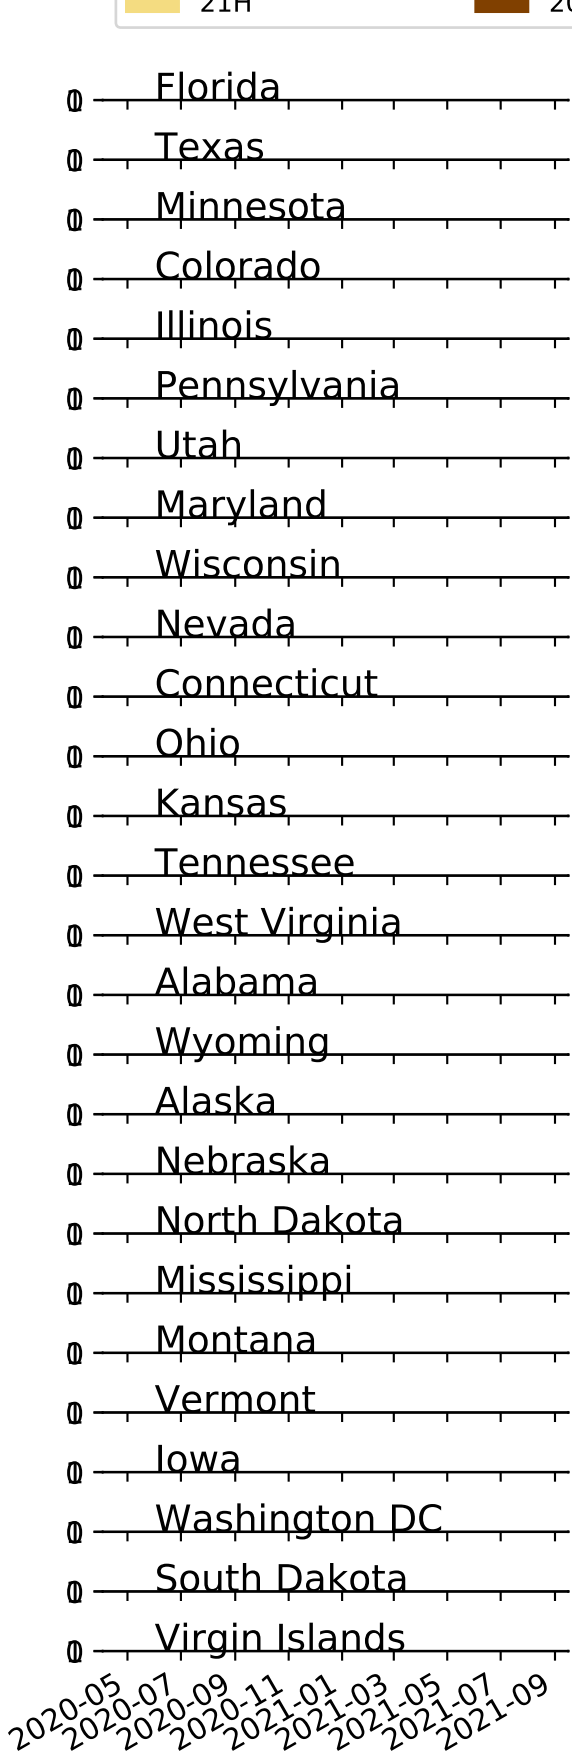 21H
Florida
Texas
Minnesota
Colorado
Illinois
Pennsylvania
Utah
Maryland
Wisconsin
Nevada
Connecticut
Ohio
Kansas
Tennessee
West Virginia
Alabama
Wyoming
Alaska
Nebraska
North Dakota
Mississippi
Montana
Vermont
Iowa
Washington DC
South Dakota
Virgin Islands
2020-05 2020-07 2020-09 2020-11 2021-01 2021-03 2021-05 2021-07 2021-09